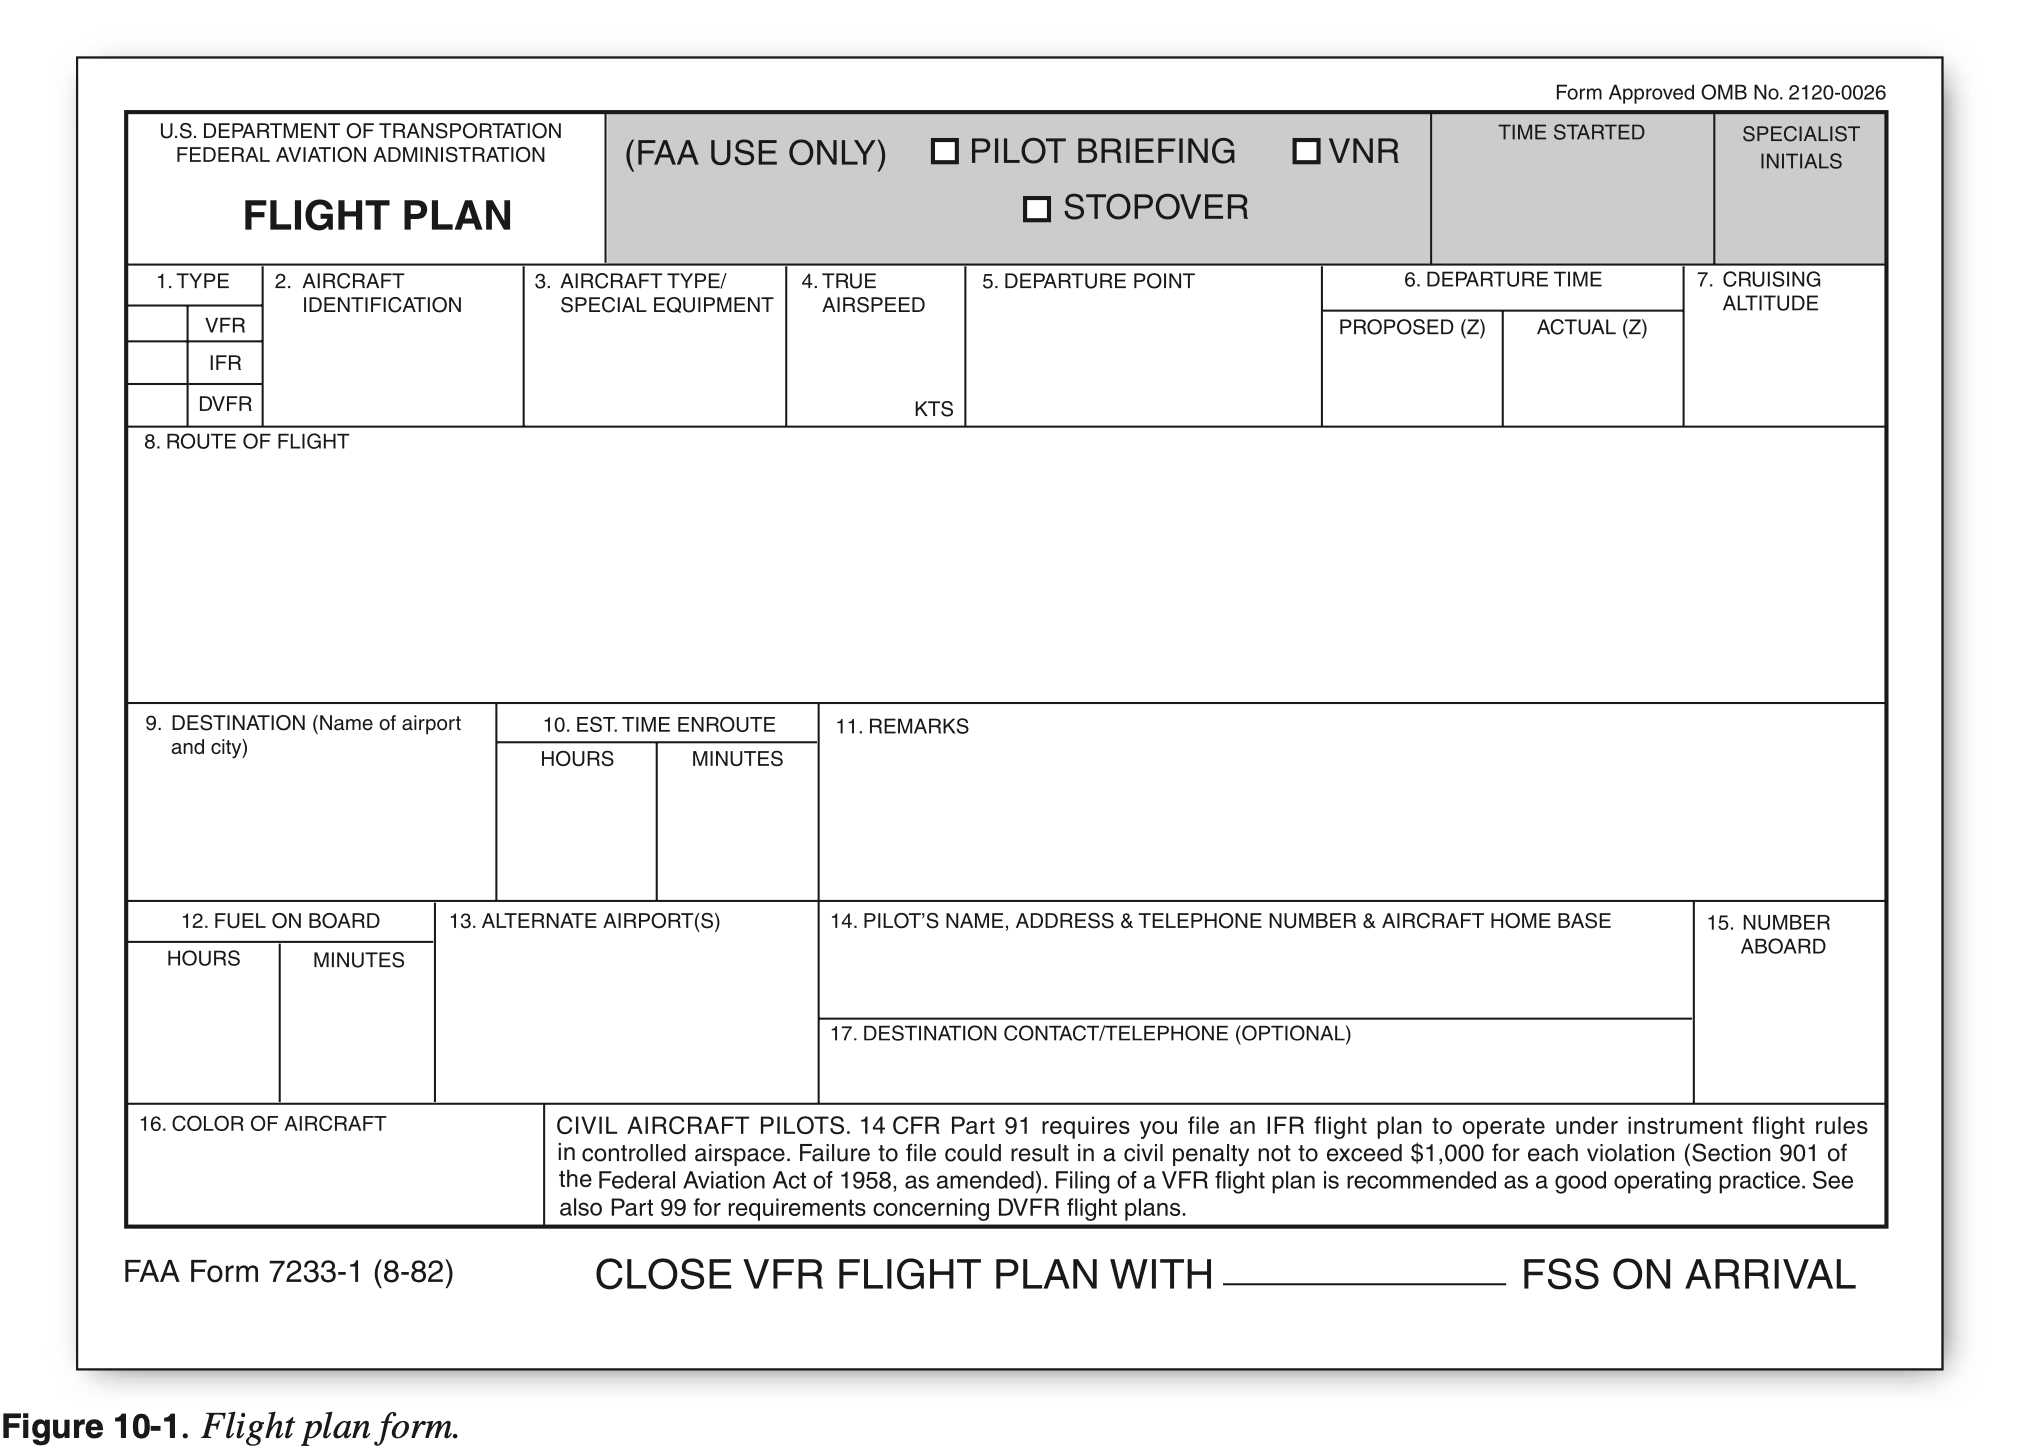 Form Approved OMB No. 2120-0026
U.S. DEPARTMENT OF TRANSPORTATION
FEDERAL AVIATION ADMINISTRATION
FLIGHT PLAN
(FAA USE ONLY) PILOT BRIEFING VNR
STOPOVER
TIME STARTED
SPECIALIST
INITIALS
1. TYPE
VFR
IFR
DVFR
2. AIRCRAFT
IDENTIFICATION
3. AIRCRAFT TYPE/
SPECIAL EQUIPMENT
4. TRUE
AIRSPEED
KTS
5. DEPARTURE POINT
6. DEPARTURE TIME
PROPOSED (Z)
ACTUAL (Z)
7. CRUISING
ALTITUDE
8. ROUTE OF FLIGHT
9. DESTINATION (Name of airport
and city)
10. EST. TIME ENROUTE
HOURS
MINUTES
11. REMARKS
12. FUEL ON BOARD
HOURS
MINUTES
13. ALTERNATE AIRPORT(S)
14. PILOT'S NAME, ADDRESS & TELEPHONE NUMBER & AIRCRAFT HOME BASE
17. DESTINATION CONTACT/TELEPHONE (OPTIONAL)
15. NUMBER
ABOARD
16. COLOR OF AIRCRAFT
CIVIL AIRCRAFT PILOTS. 14 CFR Part 91 requires you file an IFR flight plan to operate under instrument flight rules
in controlled airspace. Failure to file could result in a civil penalty not to exceed $1,000 for each violation (Section 901 of
the Federal Aviation Act of 1958, as amended). Filing of a VFR flight plan is recommended as a good operating practice. See
also Part 99 for requirements concerning DVFR flight plans.
FAA Form 7233-1 (8-82)
CLOSE VFR FLIGHT PLAN WITH ____________ FSS ON ARRIVAL
Figure 10-1. Flight plan form.